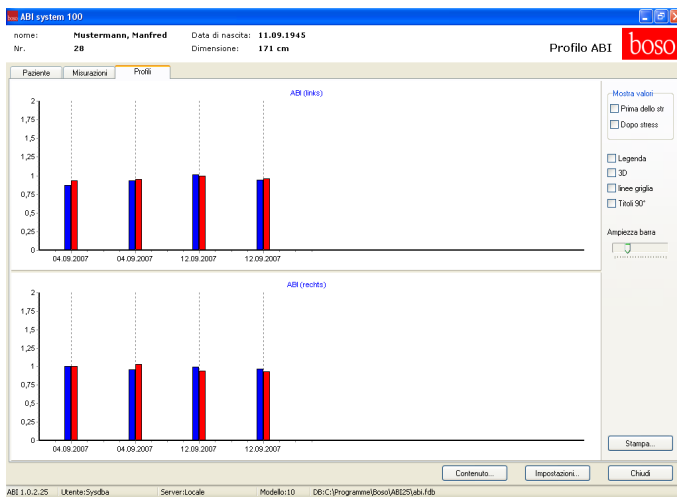 boso ABI system 100
nome: Mustermann, Manfred Data di nascita: 11.09.1945
Nr. 28 Dimensione: 171 cm
Profilo ABI boso
Paziente Misurazioni Profili
ABI (links)
2
1,75
1,5
1,25
1
0,75
0,5
0,25
0
04.09.2007 04.09.2007 12.09.2007 12.09.2007
ABI (rechts)
2
1,75
1,5
1,25
1
0,75
0,5
0,25
0
04.09.2007 04.09.2007 12.09.2007 12.09.2007
Mostra valori
Prima dello str
Dopo stress
Legenda
3D
linee griglia
Titoli 90°
Ampiezza barra
Stampa...
Contenuto... Impostazioni... Chiudi
ABI 1.0.2.25 Utente:Sysdba Server:Locale Modello:10 DB:C:\Programme\Boso\ABI25\abi.fdb